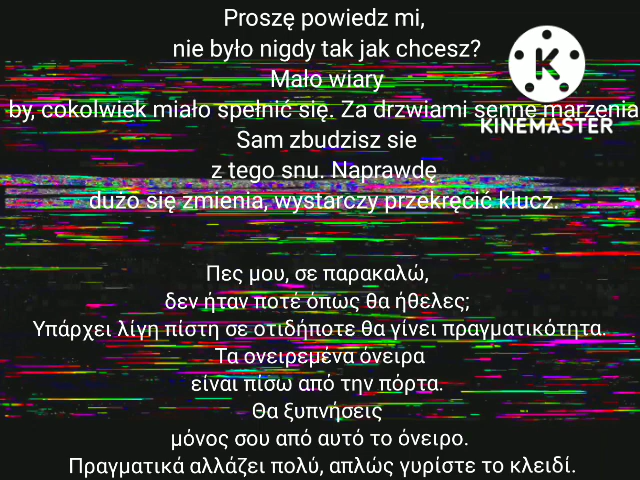 Proszę powiedz mi,
nie było nigdy tak jak chcesz?
Mało wiary
by, cokolwiek miało spełnić się. Za drzwiami senne marzenia
Sam zbudzisz sie
z tego snu. Naprawdę
dużo się zmienia, wystarczy przekręcić klucz.
K
KINEMASTER
Πες μου, σε παρακαλώ,
δεν ήταν ποτέ όπως θα ήθελες;
Υπάρχει λίγη πίστη σε οτιδήποτε θα γίνει πραγματικότητα.
Τα ονειρεμένα όνειρα
είναι πίσω από την πόρτα.
Θα ξυπνήσεις
μόνος σου από αυτό το όνειρο.
Πραγματικά αλλάζει πολύ, απλώς γυρίστε το κλειδί.